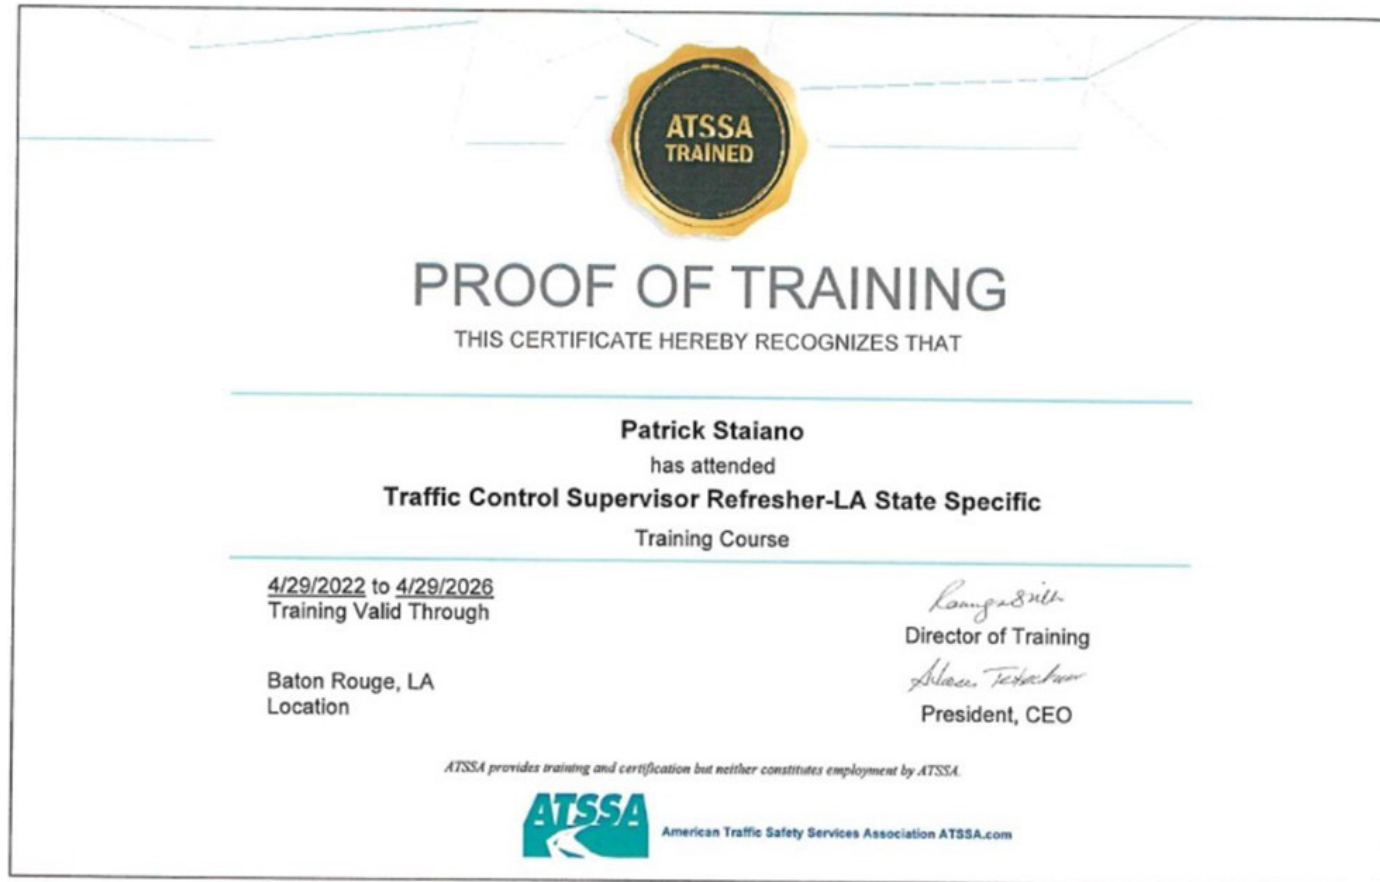 ATSSA
TRAINED
PROOF OF TRAINING
THIS CERTIFICATE HEREBY RECOGNIZES THAT
Patrick Staiano
has attended
Traffic Control Supervisor Refresher-LA State Specific
Training Course
4/29/2022 to 4/29/2026
Training Valid Through
Director of Training
Baton Rouge, LA
Location
President, CEO
ATSSA provides training and certification but neither constitutes employment by ATSSA.
ATSSA
American Traffic Safety Services Association ATSSA.com